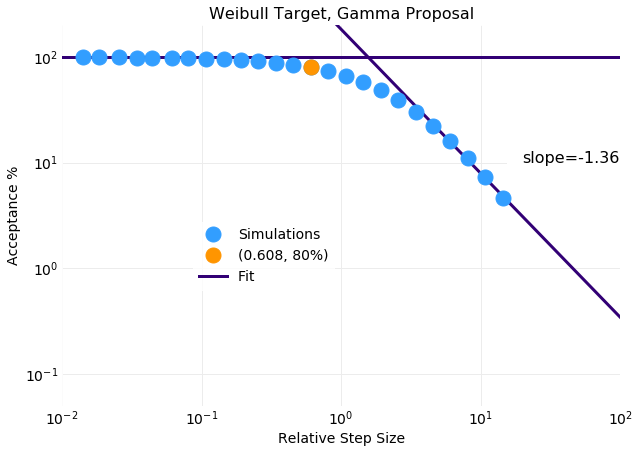 Weibull Target, Gamma Proposal
Acceptance %
10²
10¹
10⁰
10⁻¹
slope=-1.36
Simulations
(0.608, 80%)
Fit
10⁻² 10⁻¹ 10⁰ 10¹ 10²
Relative Step Size